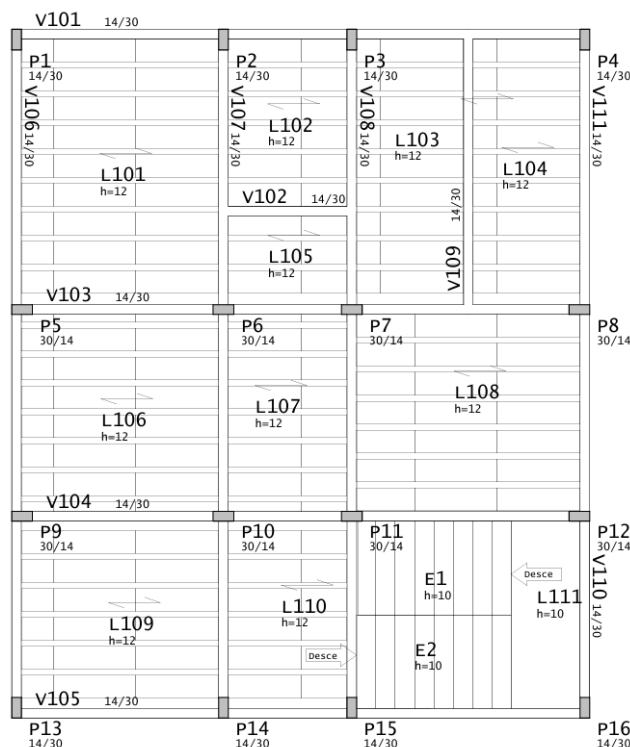 V101 14/30
P1
14/30
P2
14/30
P3
14/30
P4
14/30
V106
14/30
V107
14/30
V108
14/30
V111
14/30
L101
h=12
L102
h=12
L103
h=12
L104
h=12
V102 14/30
V109
14/30
L105
h=12
V103 14/30
P5
30/14
P6
30/14
P7
30/14
P8
30/14
L106
h=12
L107
h=12
L108
h=12
V104 14/30
P9
30/14
P10
30/14
P11
30/14
P12
30/14
V110
14/30
E1
h=10
Desce
L111
h=10
L109
h=12
L110
h=12
Desce
E2
h=10
V105 14/30
P13
14/30
P14
14/30
P15
14/30
P16
14/30